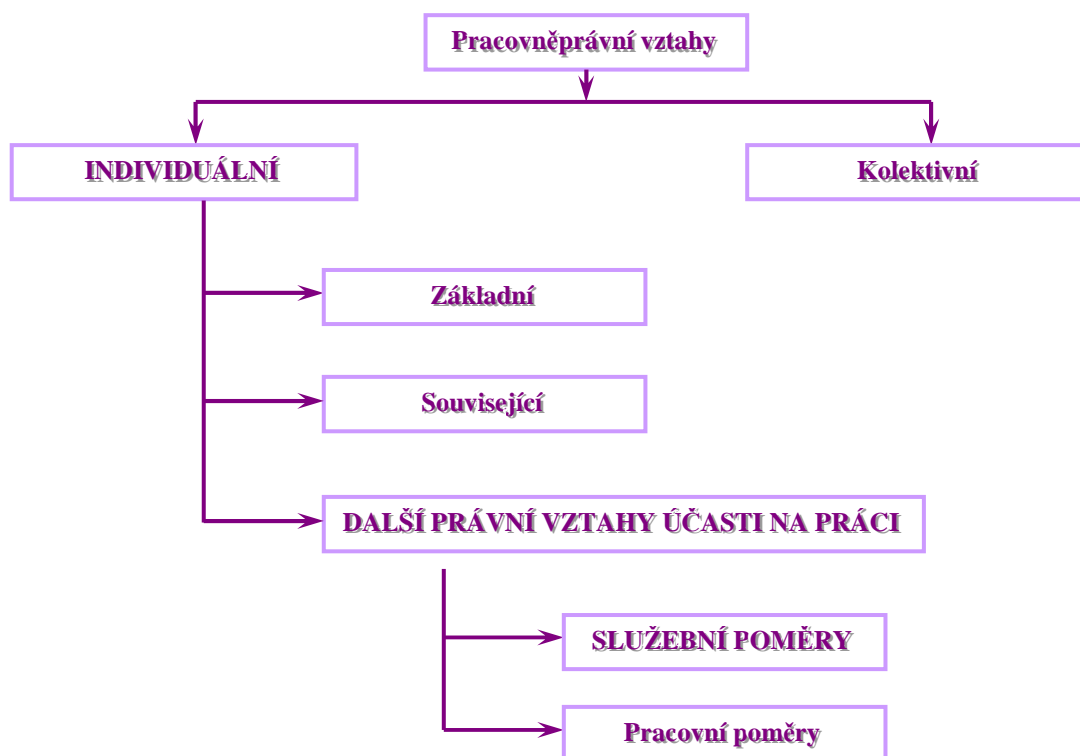 Pracovněprávní vztahy
INDIVIDUÁLNÍ
Kolektivní
Základní
Související
DALŠÍ PRÁVNÍ VZTAHY ÚČASTI NA PRÁCI
SLUŽEBNÍ POMĚRY
Pracovní poměry